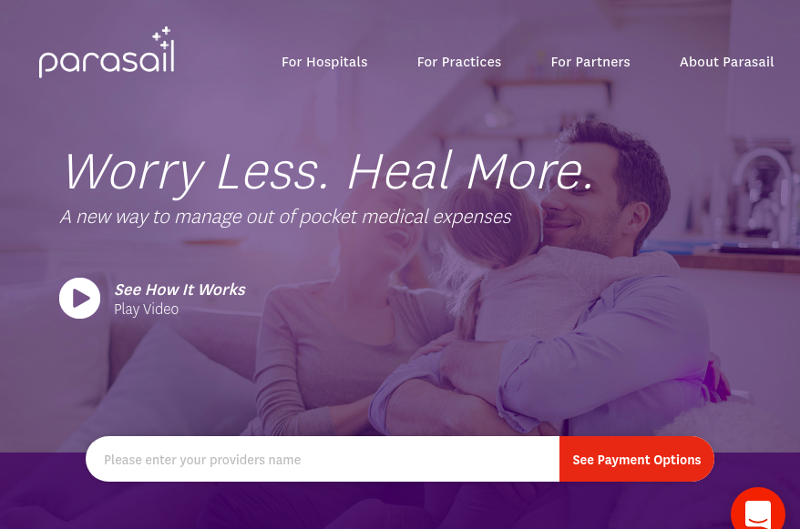 parasail
For Hospitals
For Practices
For Partners
About Parasail
Worry Less. Heal More.
A new way to manage out of pocket medical expenses
See How It Works
Play Video
Please enter your providers name
See Payment Options